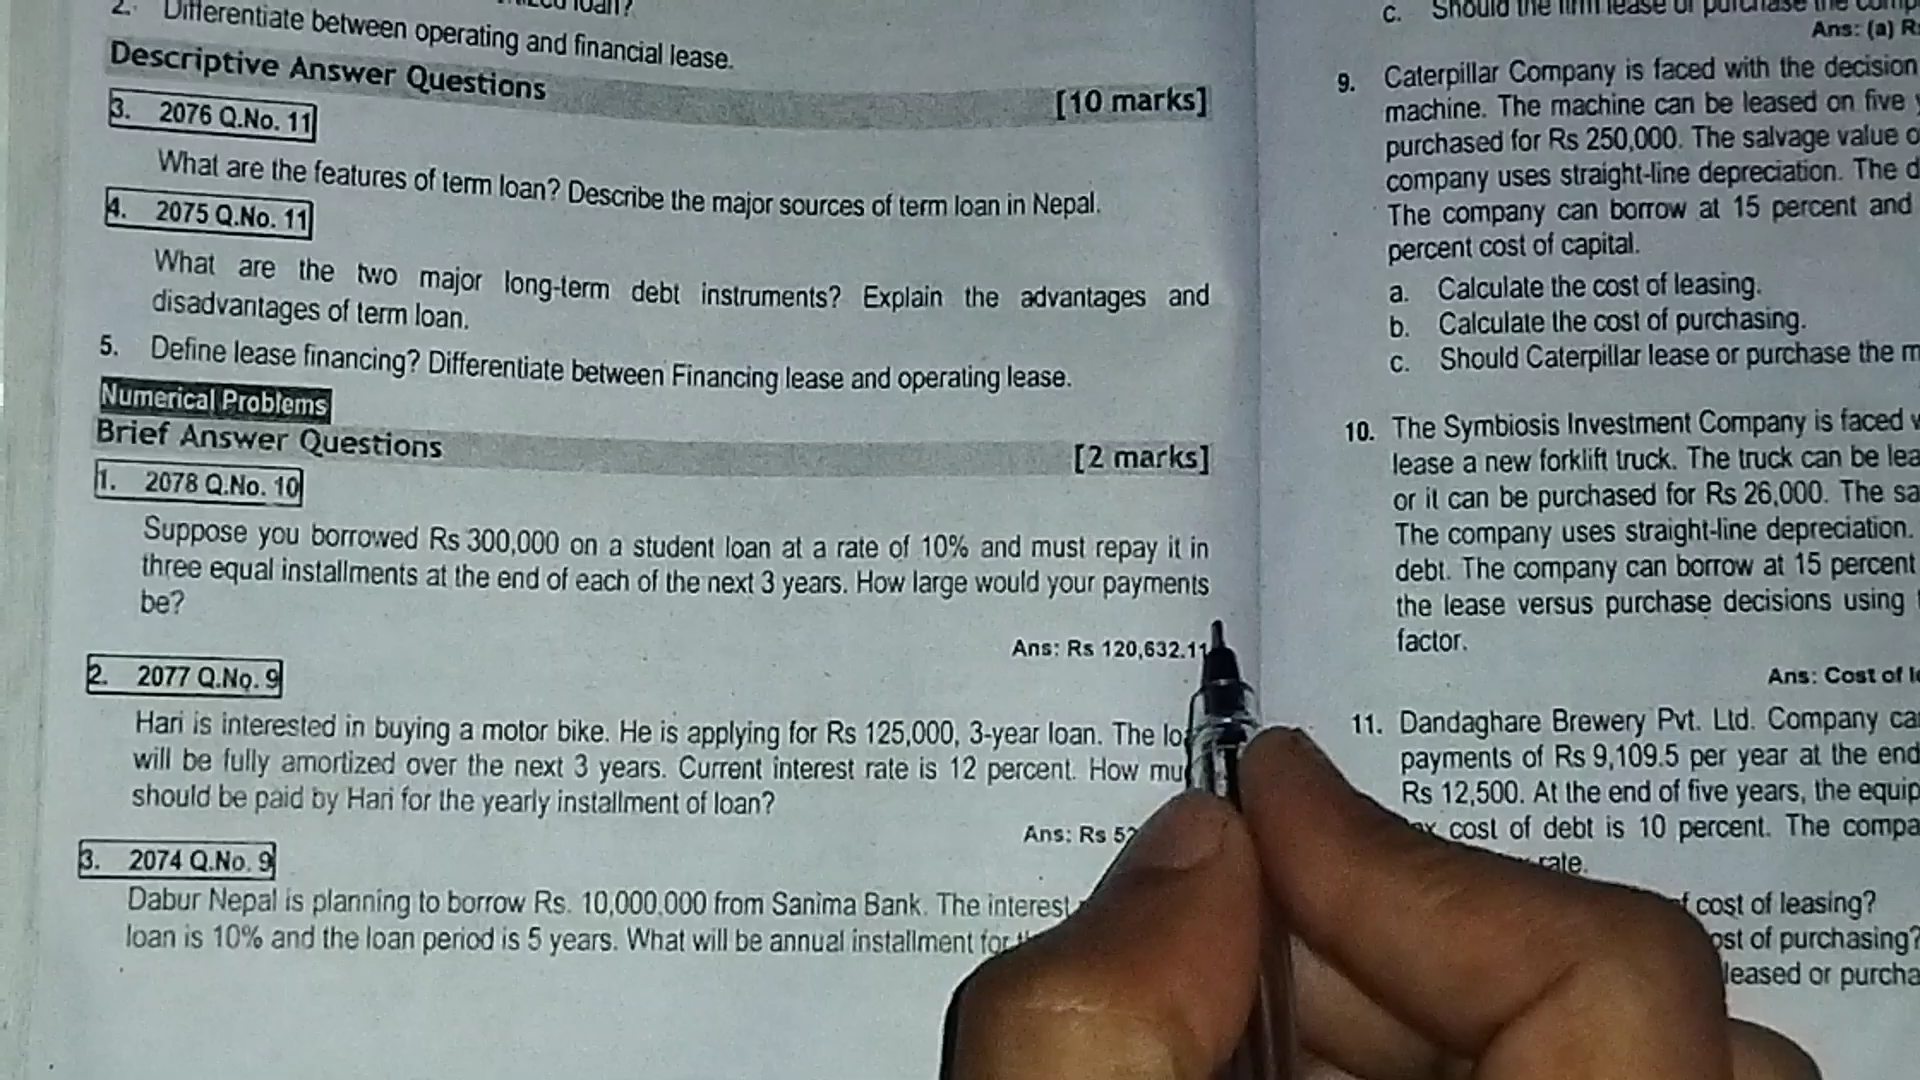 loan?
2. Differentiate between operating and financial lease.
Descriptive Answer Questions [10 marks]
3. 2076 Q.No. 11
What are the features of term loan? Describe the major sources of term loan in Nepal.
4. 2075 Q.No. 11
What are the two major long-term debt instruments? Explain the advantages and
disadvantages of term loan.
5. Define lease financing? Differentiate between Financing lease and operating lease.
Numerical Problems
Brief Answer Questions [2 marks]
1. 2078 Q.No. 10
Suppose you borrowed Rs 300,000 on a student loan at a rate of 10% and must repay it in
three equal installments at the end of each of the next 3 years. How large would your payments
be?
Ans: Rs 120,632.11
2. 2077 Q.No. 9
Hari is interested in buying a motor bike. He is applying for Rs 125,000, 3-year loan. The
will be fully amortized over the next 3 years. Current interest rate is 12 percent. How
should be paid by Hari for the yearly installment of loan?
Ans: Rs
3. 2074 Q.No. 9
Dabur Nepal is planning to borrow Rs. 10,000,000 from Sanima Bank. The interest
loan is 10% and the loan period is 5 years. What will be annual installment for
c. Should the firm lease or purchase the
Ans: (a)
9. Caterpillar Company is faced with the decision
machine. The machine can be leased on five
purchased for Rs 250,000. The salvage value
company uses straight-line depreciation. The
The company can borrow at 15 percent and
percent cost of capital.
a. Calculate the cost of leasing.
b. Calculate the cost of purchasing.
c. Should Caterpillar lease or purchase the
10. The Symbiosis Investment Company is faced
lease a new forklift truck. The truck can be
or it can be purchased for Rs 26,000. The
The company uses straight-line depreciation.
debt. The company can borrow at 15 percent
the lease versus purchase decisions using
factor.
Ans: Cost of
11. Dandaghare Brewery Pvt. Ltd. Company
payments of Rs 9,109.5 per year at the end
Rs 12,500. At the end of five years, the
cost of debt is 10 percent. The
rate.
cost of leasing?
of purchasing?
leased or